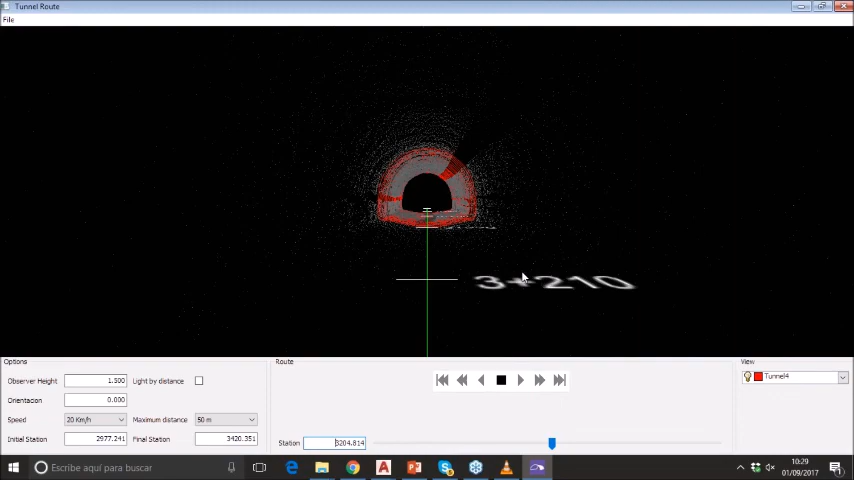 Tunnel Route
File
3+210
Options
Route
View
Observer Height
1.500
Light by distance
Tunnel4
Orientacion
0.000
Speed
20 Km/h
Maximum distance
50 m
Initial Station
2977.241
Final Station
3420.351
Station
3204.814
Escribe aquí para buscar
10:29
01/09/2017